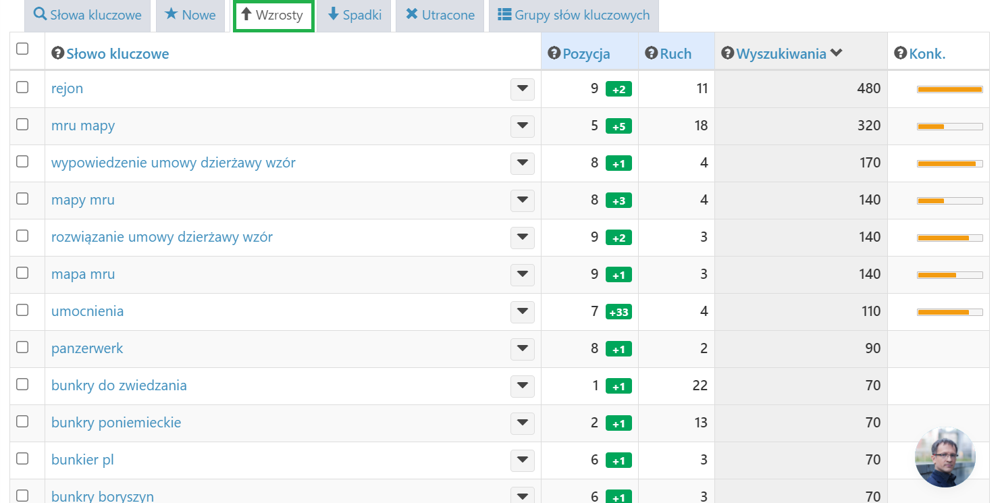 Słowa kluczowe Nowe Wzrosty Spadki Utracone Grupy słów kluczowych
Słowo kluczowe Pozycja Ruch Wyszukiwania Konk.
rejon 9 +2 11 480
mru mapy 5 +5 18 320
wypowiedzenie umowy dzierżawy wzór 8 +1 4 170
mapy mru 8 +3 4 140
rozwiązanie umowy dzierżawy wzór 9 +2 3 140
mapa mru 9 +1 3 140
umocnienia 7 +33 4 110
panzerwerk 8 +1 2 90
bunkry do zwiedzania 1 +1 22 70
bunkry poniemieckie 2 +1 13 70
bunkier pl 6 +1 3 70
bunkry boryszyn 6 +1 3 70